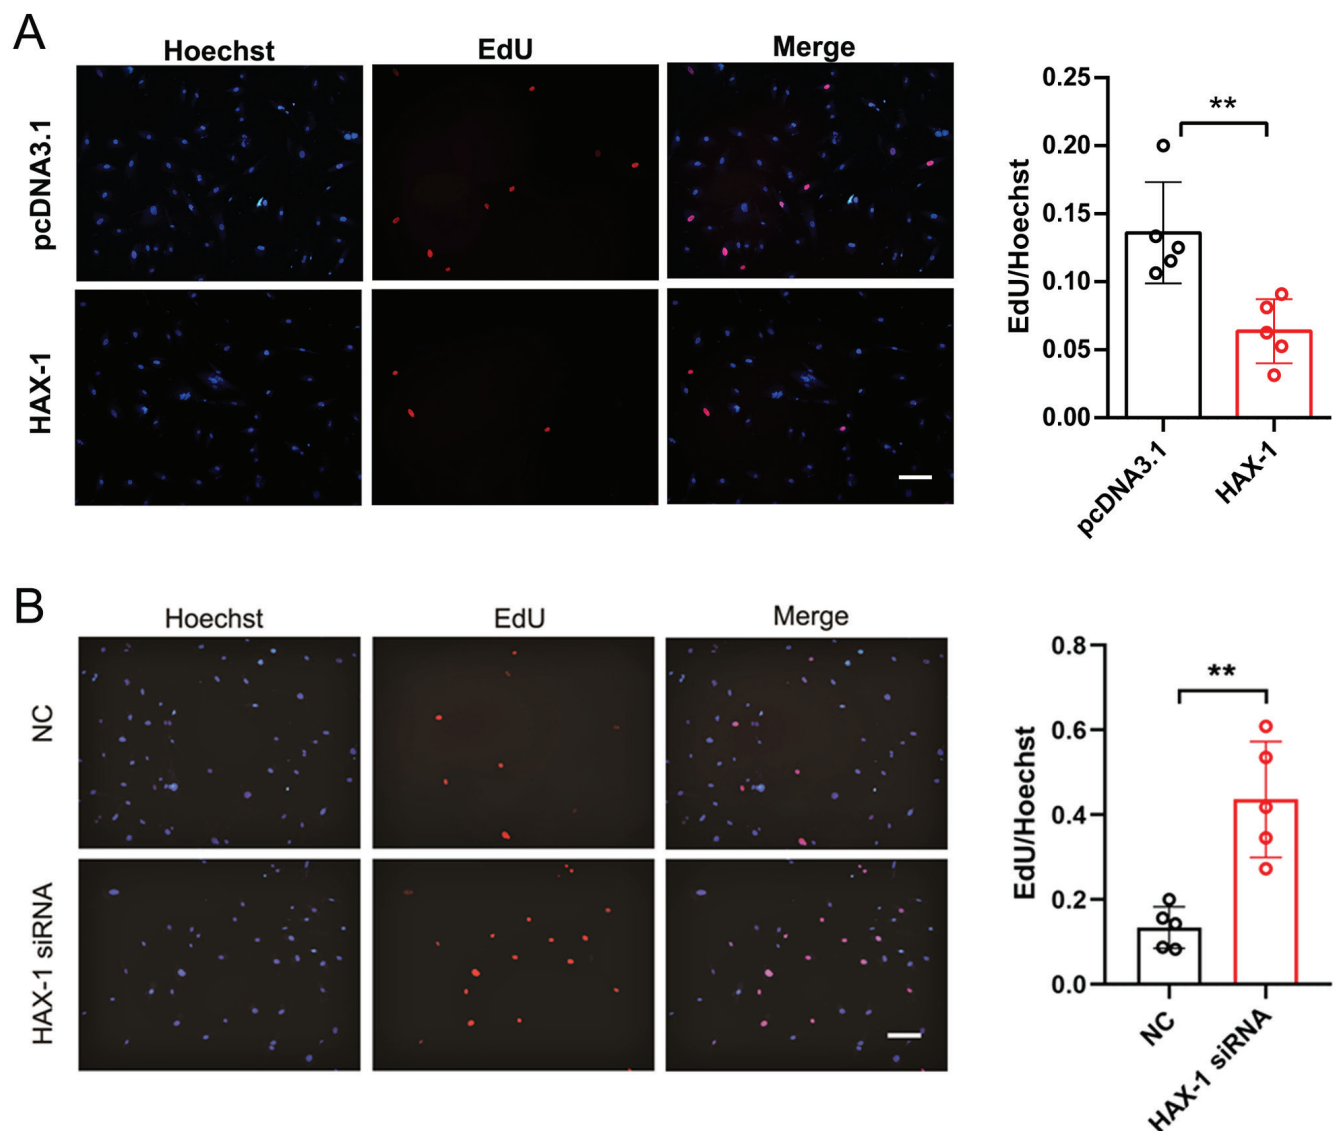 A
Hoechst EdU Merge
pcDNA3.1
HAX-1
0.25
0.20
0.15
0.10
0.05
0.00
EdU/Hoechst
**
pcDNA3.1
HAX-1
B
Hoechst EdU Merge
NC
HAX-1 siRNA
0.8
0.6
0.4
0.2
0.0
EdU/Hoechst
**
NC
HAX-1 siRNA